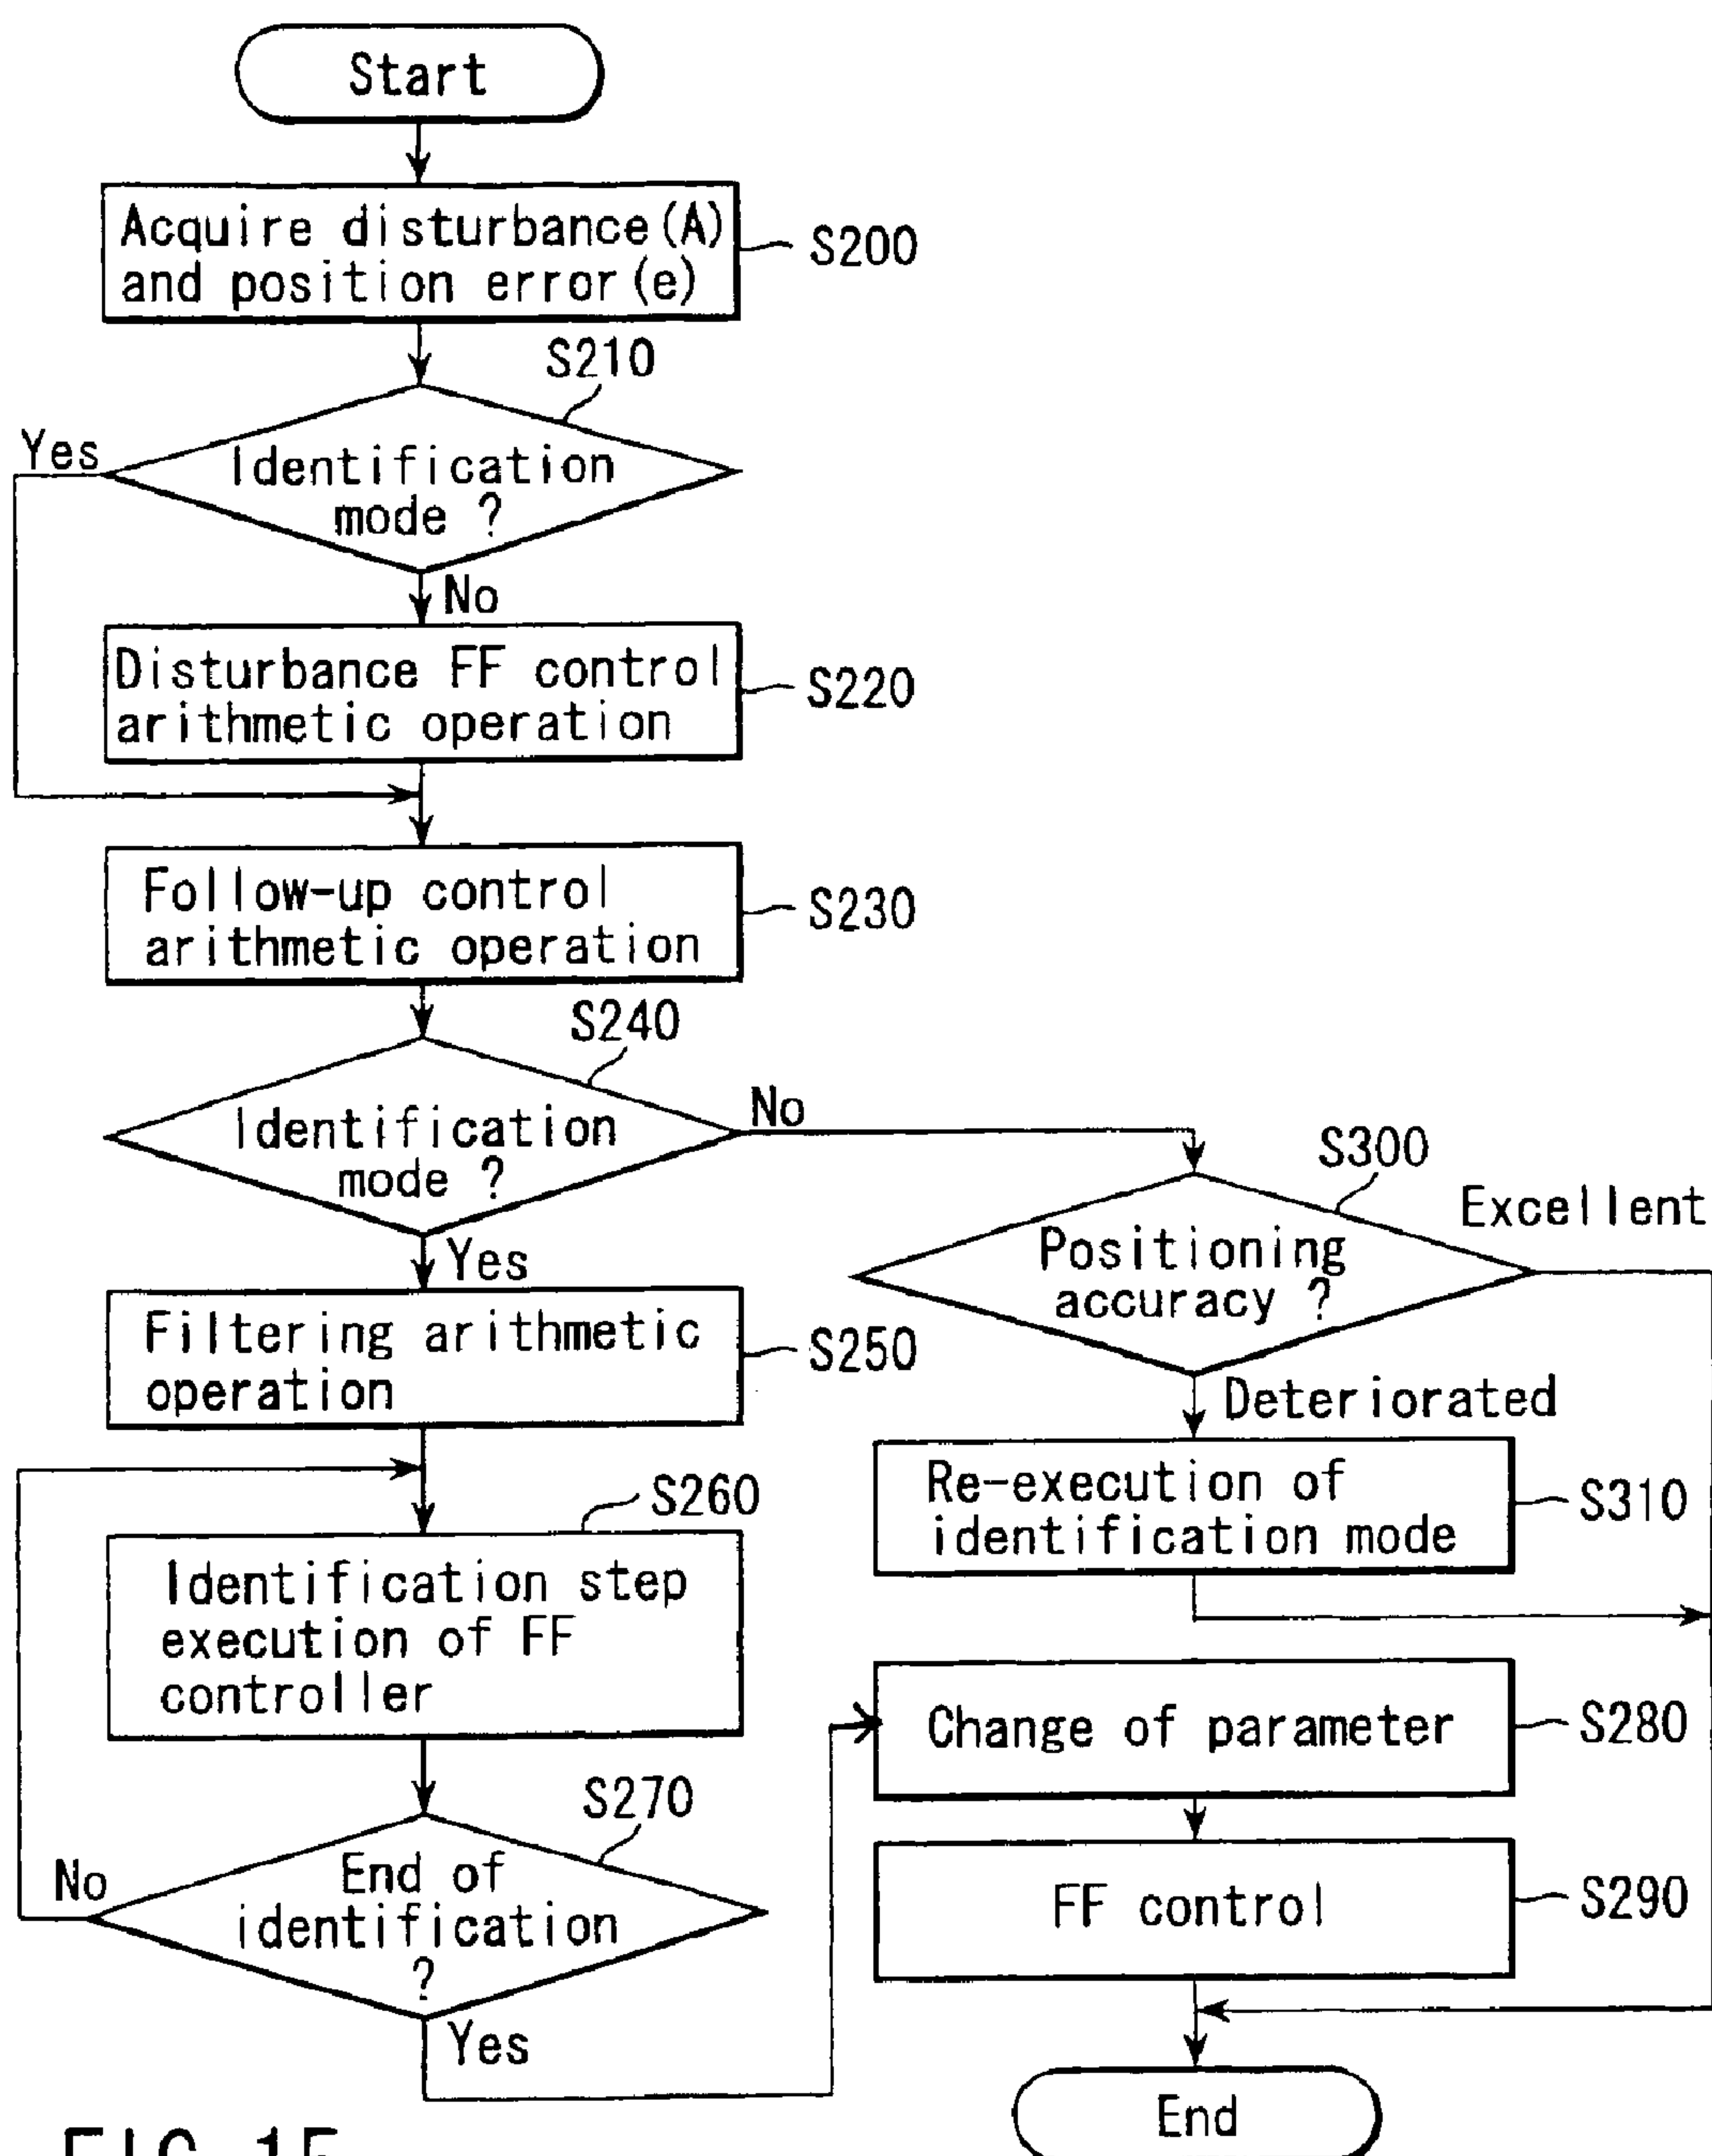 Start
Acquire disturbance(A)
and position error(e)
S200
S210
Yes
Identification
mode ?
No
Disturbance FF control
arithmetic operation
S220
Follow-up control
arithmetic operation
S230
S240
Identification
mode ?
No
Yes
S300
Excellent
Positioning
accuracy ?
Deteriorated
Filtering arithmetic
operation
S250
Re-execution of
identification mode
S310
S260
Identification step
execution of FF
controller
Change of parameter
S280
S270
No
End of
identification
?
Yes
FF control
S290
End
FIG. 15